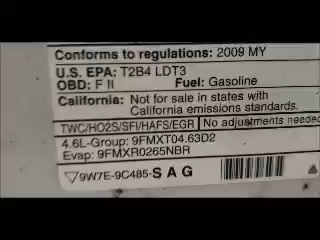 Conforms to regulations: 2009 MY
U.S. EPA: T2B4 LDT3
OBD: F II Fuel: Gasoline
California: Not for sale in states with
California emissions standards.
TWC/HO2S/SFI/HAFS/EGR No adjustments needed
4.6L-Group: 9FMXT04.63D2
Evap: 9FMXR0265NBR
9W7E-9C485-SAG